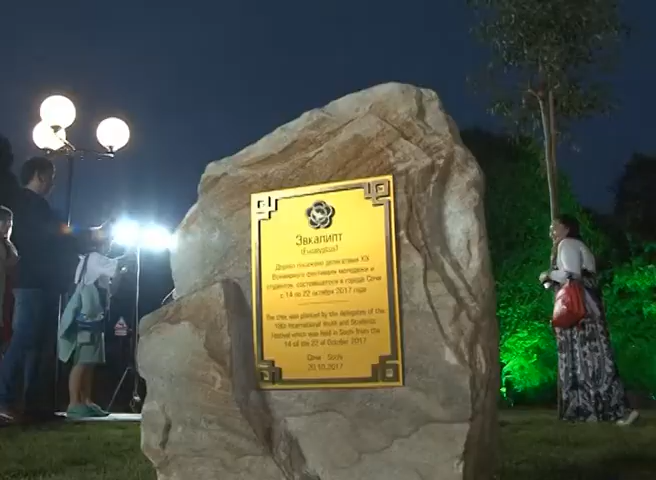 Эвкалипт
(Eucalyptus)
Дерево посажено делегатами XIX
Всемирного фестиваля молодежи и
студентов, состоявшегося в городе Сочи
с 14 по 22 октября 2017 года
The tree was planted by the delegates of the
19th International Youth and Students
Festival which was held in Sochi from the
14 till the 22 of October 2017
Сочи Sochi
20.10.2017